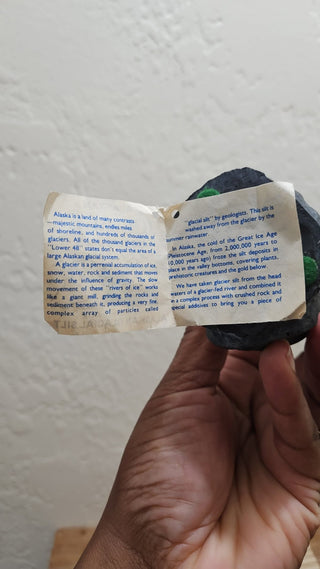 Alaska is a land of many contrasts
—majestic mountains, endless miles
of shoreline, and hundreds of thousands of
glaciers. All of the thousand glaciers in the
"Lower 48" states don't equal the area of a
large Alaskan glacial system.
A glacier is a perrenial accumulation of ice,
snow, water, rock and sediment that moves
under the influence of gravity. The slow
movement of these "rivers of ice" works
like a giant mill, grinding the rocks and
sediment beneath it, producing a very fine,
complex array of particles called
"glacial silt" by geologists. This silt is
washed away from the glacier by the
summer rainwater.
In Alaska, the cold of the Great Ice Age
(Pleistocene Age, from 2,000,000 years to
10,000 years ago) froze the silt deposits in
place in the valley bottoms, covering plants,
prehistoric creatures and the gold below.
We have taken glacier silt from the head
waters of a glacier-fed river and combined it
in a complex process with crushed rock and
special additives to bring you a piece of